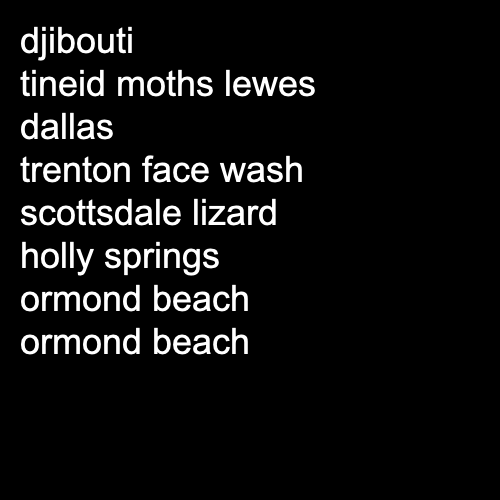 djibouti
tineid moths lewes
dallas
trenton face wash
scottsdale lizard
holly springs
ormond beach
ormond beach